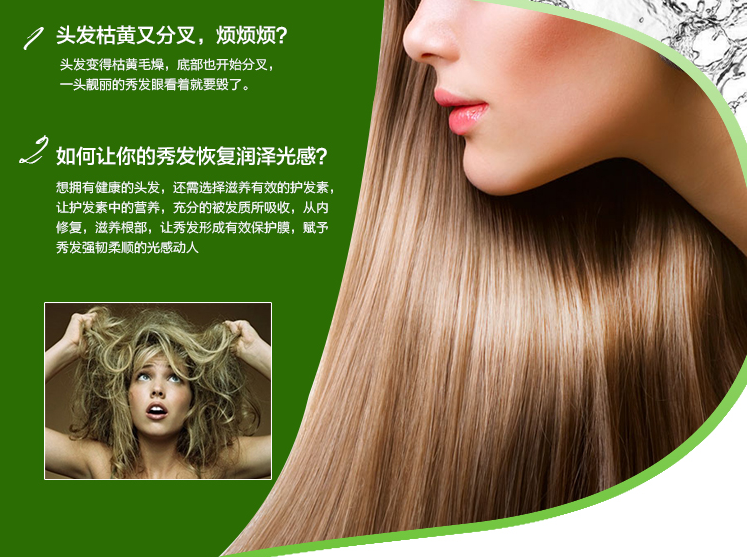 1 头发枯黄又分叉，烦烦烦？
头发变得枯黄毛燥，底部也开始分叉，
一头靓丽的秀发眼看着就要毁了。
2 如何让你的秀发恢复润泽光感？
想拥有健康的头发，还需选择滋养有效的护发素，
让护发素中的营养，充分的被发质所吸收，从内
修复，滋养根部，让秀发形成有效保护膜，赋予
秀发强韧柔顺的光感动人